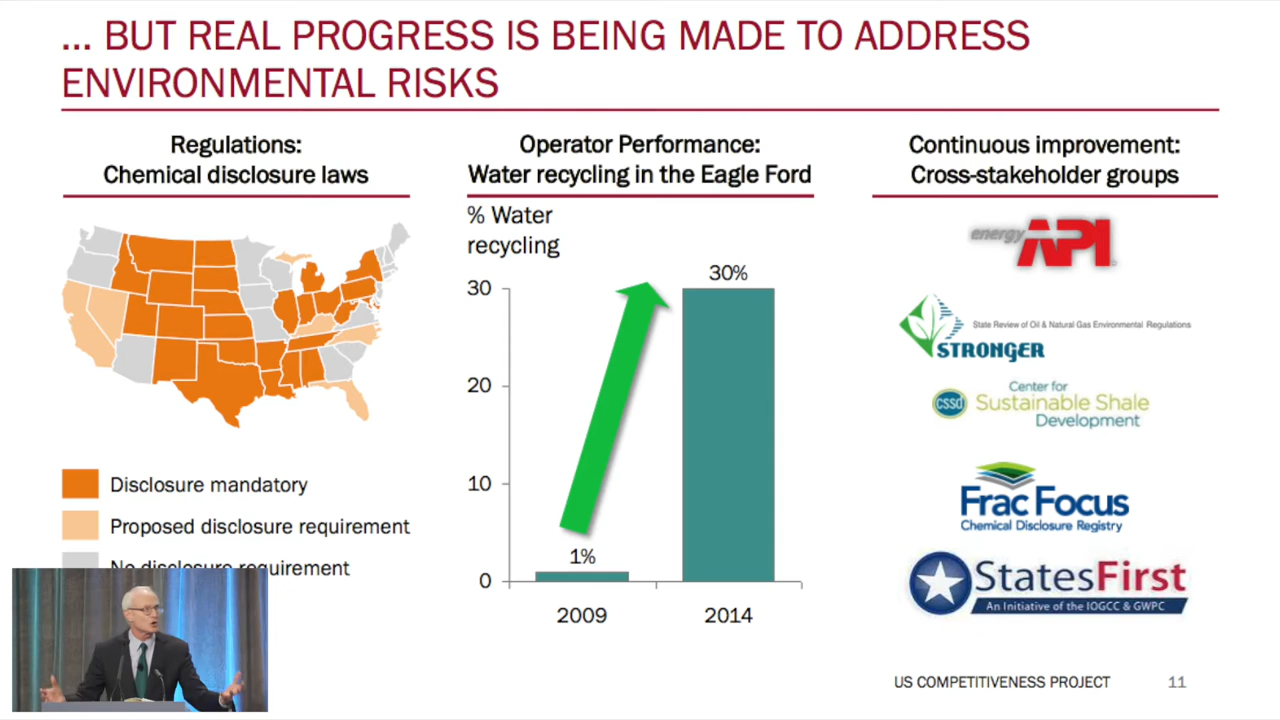 ... BUT REAL PROGRESS IS BEING MADE TO ADDRESS
ENVIRONMENTAL RISKS
Regulations:
Chemical disclosure laws
Disclosure mandatory
Proposed disclosure requirement
No disclosure requirement
Operator Performance:
Water recycling in the Eagle Ford
% Water
recycling
30%
30
20
10
1%
0
2009 2014
Continuous improvement:
Cross-stakeholder groups
energy API
State Review of Oil & Natural Gas Environmental Regulations
STRONGER
Center for
cssd Sustainable Shale
Development
Frac Focus
Chemical Disclosure Registry
StatesFirst
An Initiative of the IOGCC & GWPC
US COMPETITIVENESS PROJECT 11